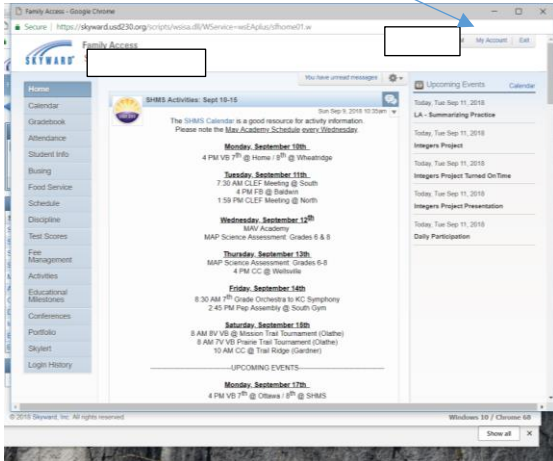 Family Access - Google Chrome
Secure | https://skyward.usd230.org/scripts/wsisa.dll/WService=wsEAplus/sfhome01.w
SKYWARD
Family Access
My Account
Exit
You have unread messages
Home
Calendar
Gradebook
Attendance
Student Info
Busing
Food Service
Schedule
Discipline
Test Scores
Fee
Management
Activities
Educational
Milestones
Conferences
Portfolio
Skylert
Login History
SHMS Activities: Sept 10-15
Sun Sep 9, 2018 10:35am
The SHMS Calendar is a good resource for activity information.
Please note the May Academy Schedule every Wednesday.
Monday, September 10th
4 PM VB 7th @ Home / 8th @ Wheatridge
Tuesday, September 11th
7:30 AM CLEF Meeting @ South
4 PM FB @ Baldwin
1:59 PM CLEF Meeting @ North
Wednesday, September 12th
MAV Academy
MAP Science Assessment Grades 6 & 8
Thursday, September 13th
MAP Science Assessment Grades 6-8
4 PM CC @ Wellsville
Friday, September 14th
8:30 AM 7th Grade Orchestra to KC Symphony
2:45 PM Pep Assembly @ South Gym
Saturday, September 15th
8 AM 8V VB @ Mission Trail Tournament (Olathe)
8 AM 7V VB Prairie Trail Tournament (Olathe)
10 AM CC @ Trail Ridge (Gardner)
UPCOMING EVENTS
Monday, September 17th
4 PM VB 7th @ Ottawa / 8th @ SHMS
Upcoming Events
Calendar
Today, Tue Sep 11, 2018
LA - Summarizing Practice
Today, Tue Sep 11, 2018
Integers Project
Today, Tue Sep 11, 2018
Integers Project Turned OnTime
Today, Tue Sep 11, 2018
Integers Project Presentation
Today, Tue Sep 11, 2018
Daily Participation
© 2018 Skyward, Inc. All rights reserved.
Windows 10 / Chrome 68
Show all